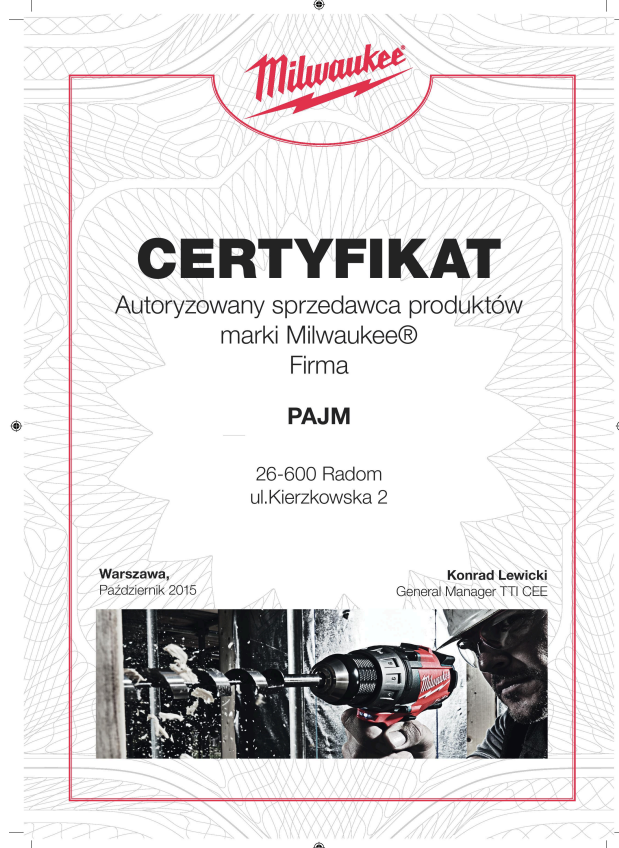 Milwaukee®
CERTYFIKAT
Autoryzowany sprzedawca produktów
marki Milwaukee®
Firma
PAJM
26-600 Radom
ul.Kierzkowska 2
Warszawa,
Październik 2015
Konrad Lewicki
General Manager TTI CEE
Milwaukee